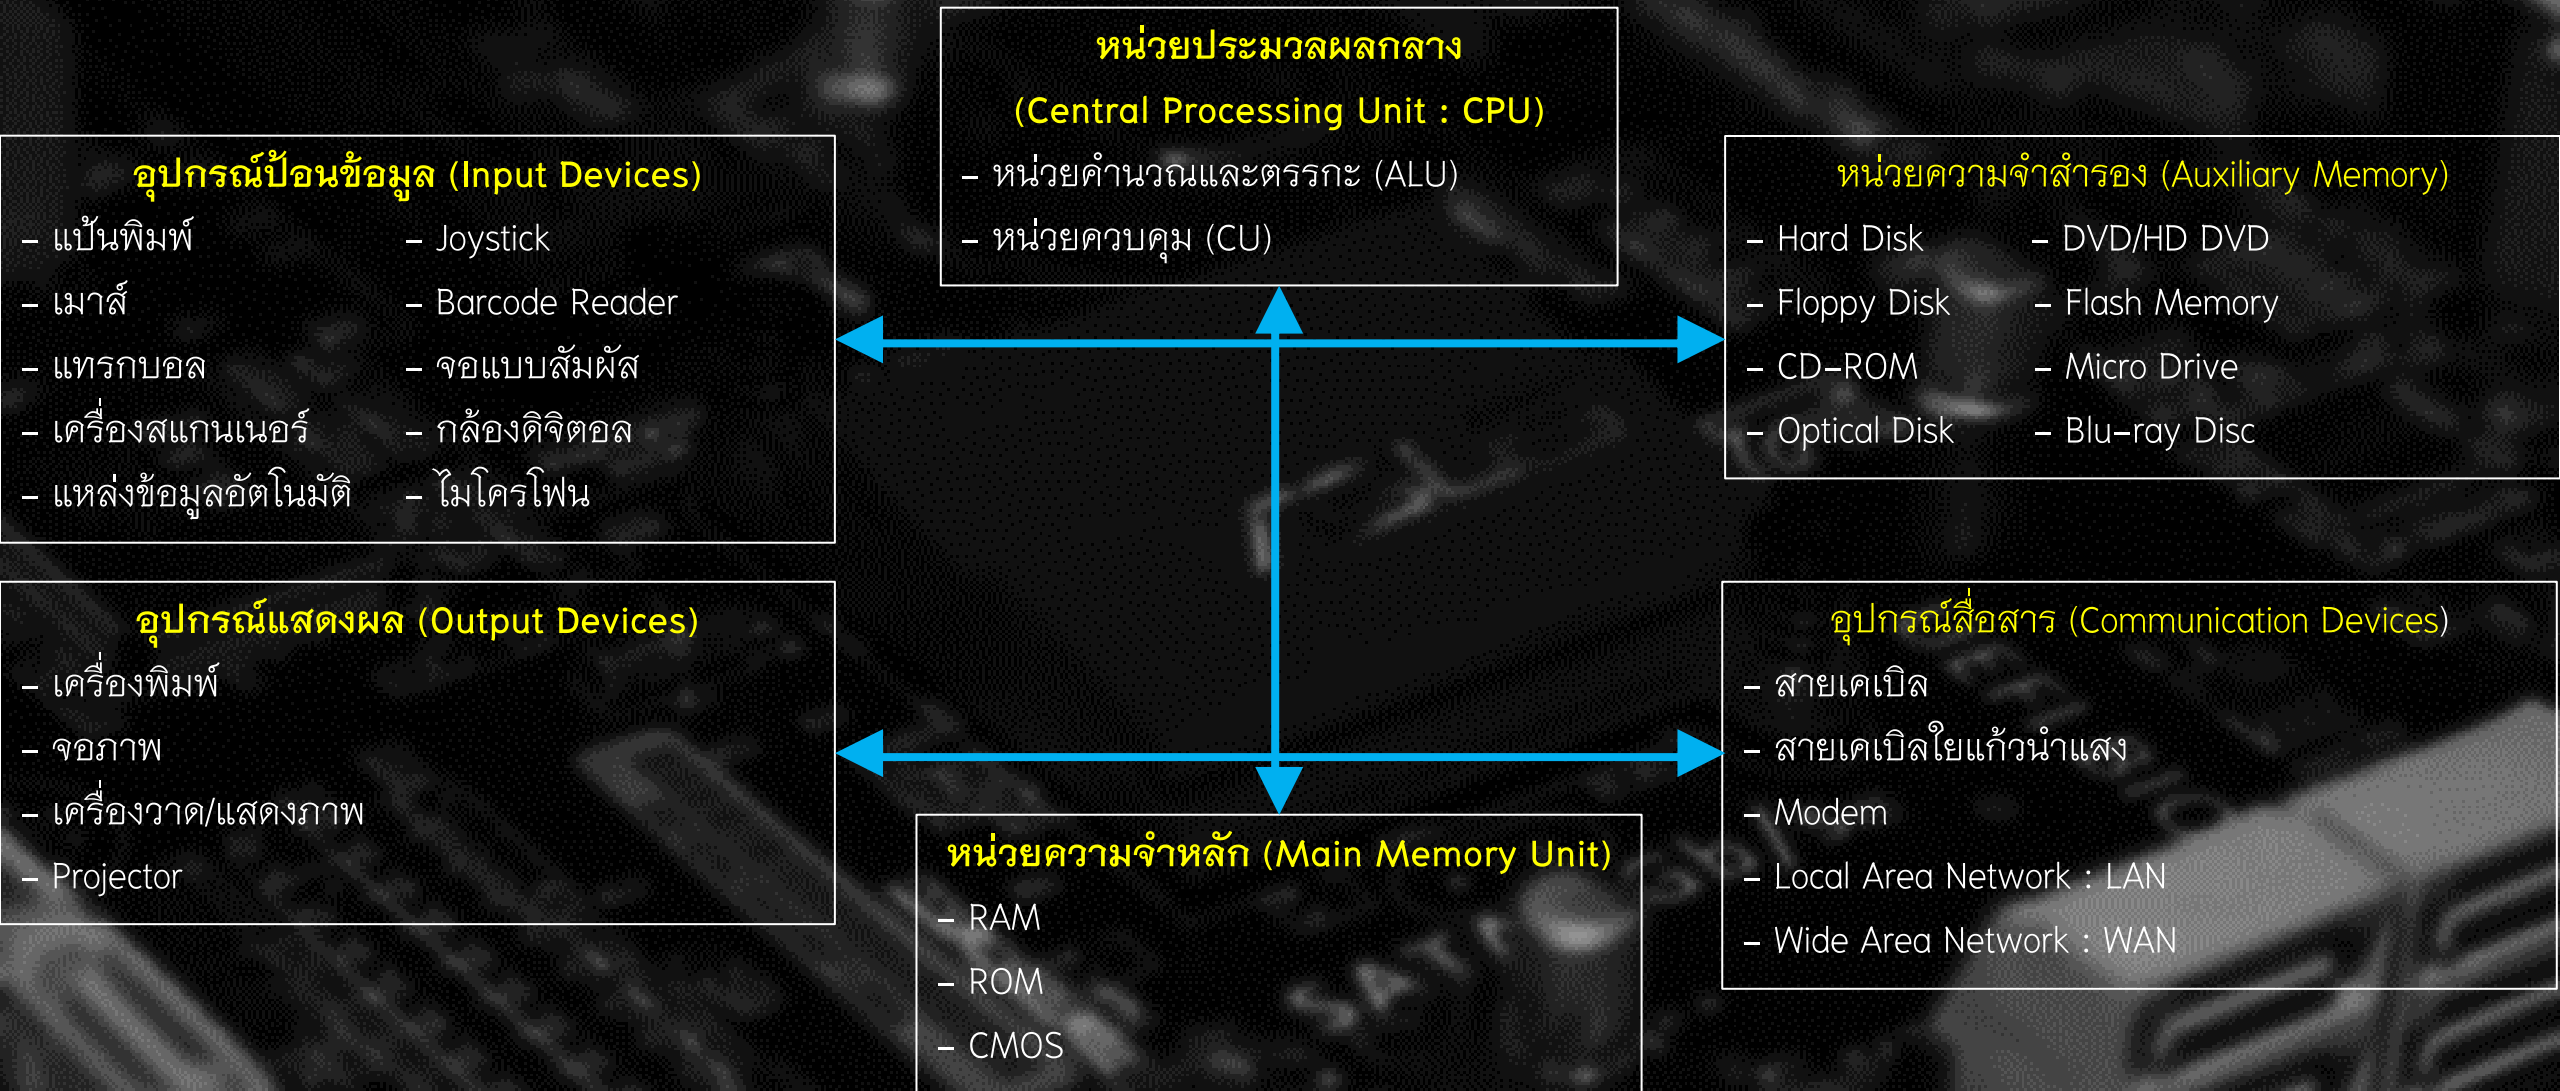 หน่วยประมวลผลกลาง
(Central Processing Unit : CPU)
– หน่วยคำนวณและตรรกะ (ALU)
– หน่วยควบคุม (CU)
อุปกรณ์ป้อนข้อมูล (Input Devices)
– แป้นพิมพ์ – Joystick
– เมาส์ – Barcode Reader
– แทรกบอล – จอแบบสัมผัส
– เครื่องสแกนเนอร์ – กล้องดิจิตอล
– แหล่งข้อมูลอัตโนมัติ – ไมโครโฟน
หน่วยความจำสำรอง (Auxiliary Memory)
– Hard Disk – DVD/HD DVD
– Floppy Disk – Flash Memory
– CD–ROM – Micro Drive
– Optical Disk – Blu–ray Disc
อุปกรณ์แสดงผล (Output Devices)
– เครื่องพิมพ์
– จอภาพ
– เครื่องวาด/แสดงภาพ
– Projector
อุปกรณ์สื่อสาร (Communication Devices)
– สายเคเบิล
– สายเคเบิลใยแก้วนำแสง
– Modem
– Local Area Network : LAN
– Wide Area Network : WAN
หน่วยความจำหลัก (Main Memory Unit)
– RAM
– ROM
– CMOS